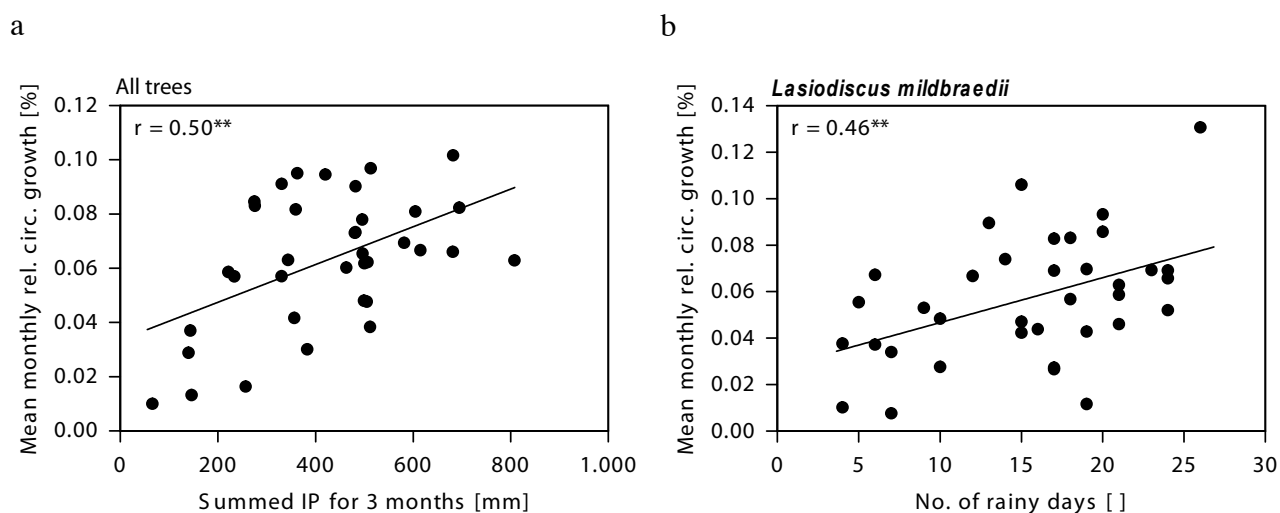 a
All trees
r = 0.50**
Mean monthly rel. circ. growth [%]
0.12
0.10
0.08
0.06
0.04
0.02
0.00
0
200
400
600
800
1.000
Summed IP for 3 months [mm]
b
Lasiodiscus mildbraedii
r = 0.46**
Mean monthly rel. circ. growth [%]
0.14
0.12
0.10
0.08
0.06
0.04
0.02
0.00
0
5
10
15
20
25
30
No. of rainy days [ ]